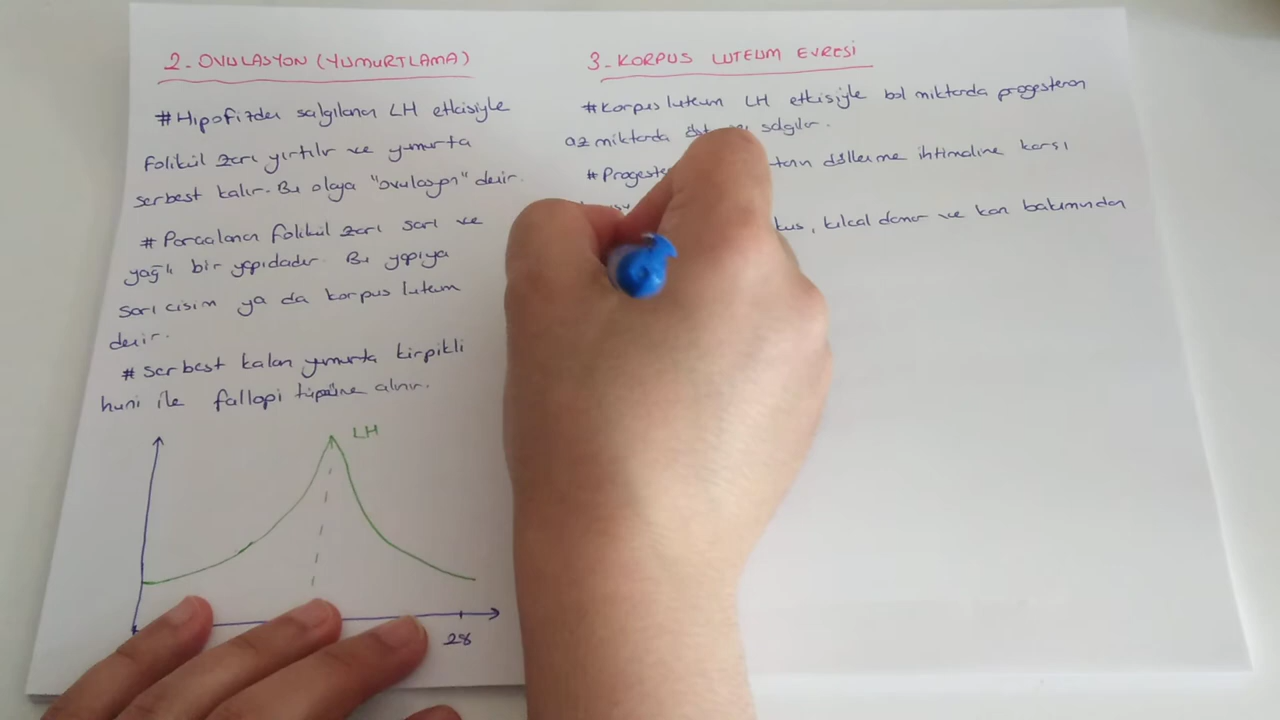 2. OVULASYON (YUMURTLAMA)
#Hipofizden salgılanan LH etkisiyle
folikül zarı yırtılır ve yumurta
serbest kalır. Bu olaya "ovulasyon" denir.
# Parçalanan folikül zarı sarı ve
yağlı bir yapıdadır. Bu yapıya
sarı cisim ya da korpus luteum
denir.
# Serbest kalan yumurta kirpikli
huni ile fallopi tüpüne alınır.
LH
28
3. KORPUS LUTEUM EVRESİ
#Korpus luteum LH etkisiyle bol miktarda progesteron
az miktarda salgılar.
# döllenme ihtimaline karşı
, kılcal damar ve kan bakımından